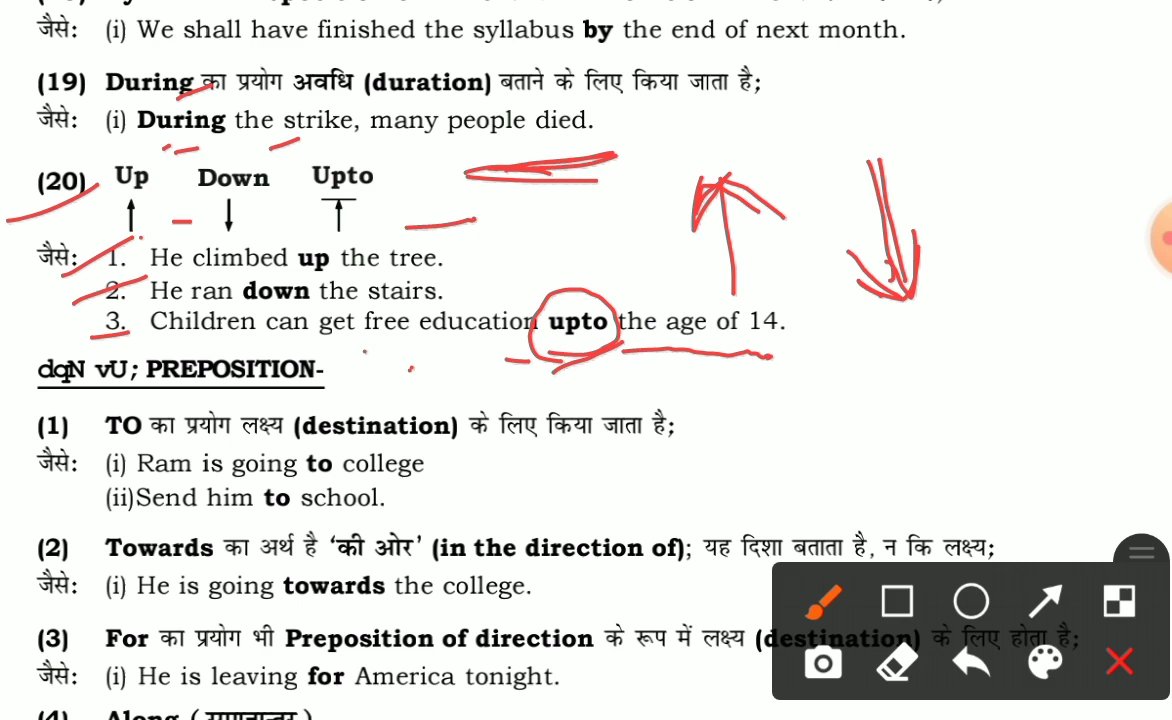 जैसे: (i) We shall have finished the syllabus by the end of next month.
(19) During का प्रयोग अवधि (duration) बताने के लिए किया जाता है;
जैसे: (i) During the strike, many people died.
(20) Up Down Upto
जैसे: 1. He climbed up the tree.
2. He ran down the stairs.
3. Children can get free education upto the age of 14.
dqN vU; PREPOSITION-
(1) TO का प्रयोग लक्ष्य (destination) के लिए किया जाता है;
जैसे: (i) Ram is going to college
(ii)Send him to school.
(2) Towards का अर्थ है ‘की ओर’ (in the direction of); यह दिशा बताता है, न कि लक्ष्य;
जैसे: (i) He is going towards the college.
(3) For का प्रयोग भी Preposition of direction के रूप में लक्ष्य (destination) के लिए होता है;
जैसे: (i) He is leaving for America tonight.
(4) Along (समानान्तर)